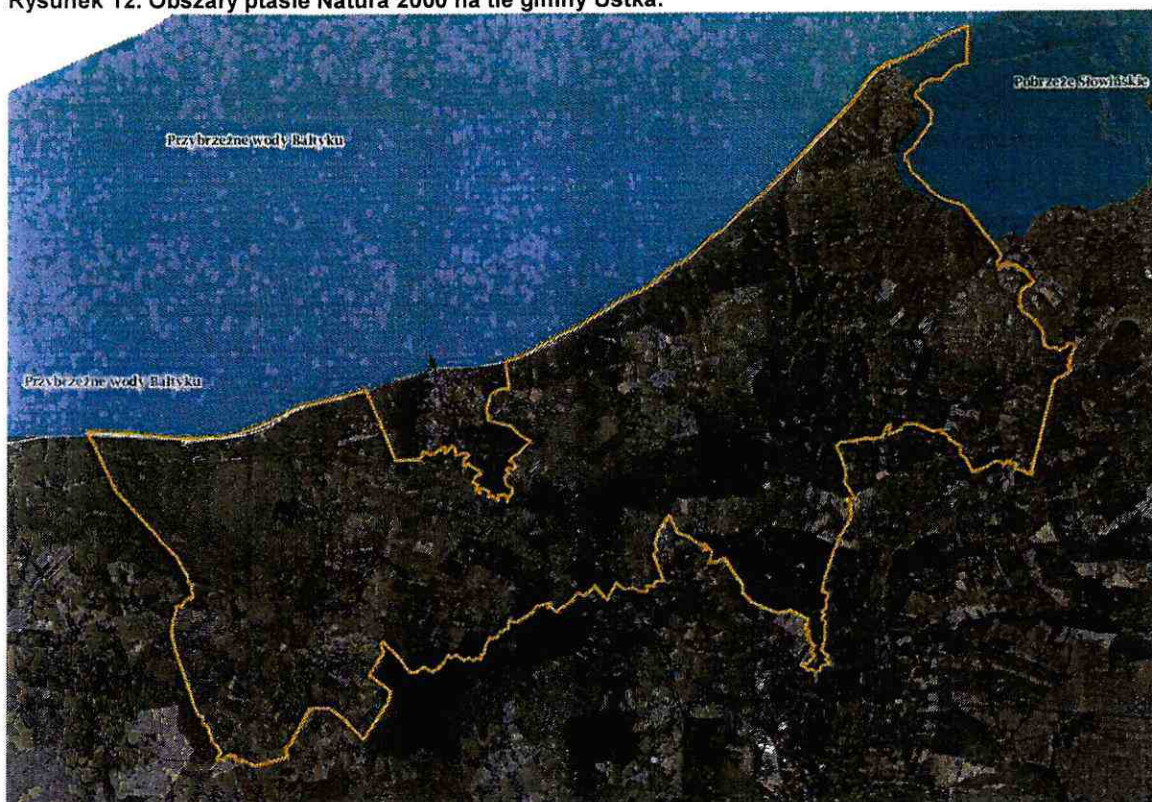 Rysunek 12. Obszary ptasie Natura 2000 na tle gminy Ustka.
Pobrzeże Słowińskie
Przybrzeżne wody Bałtyku
Przybrzeżne wody Bałtyku